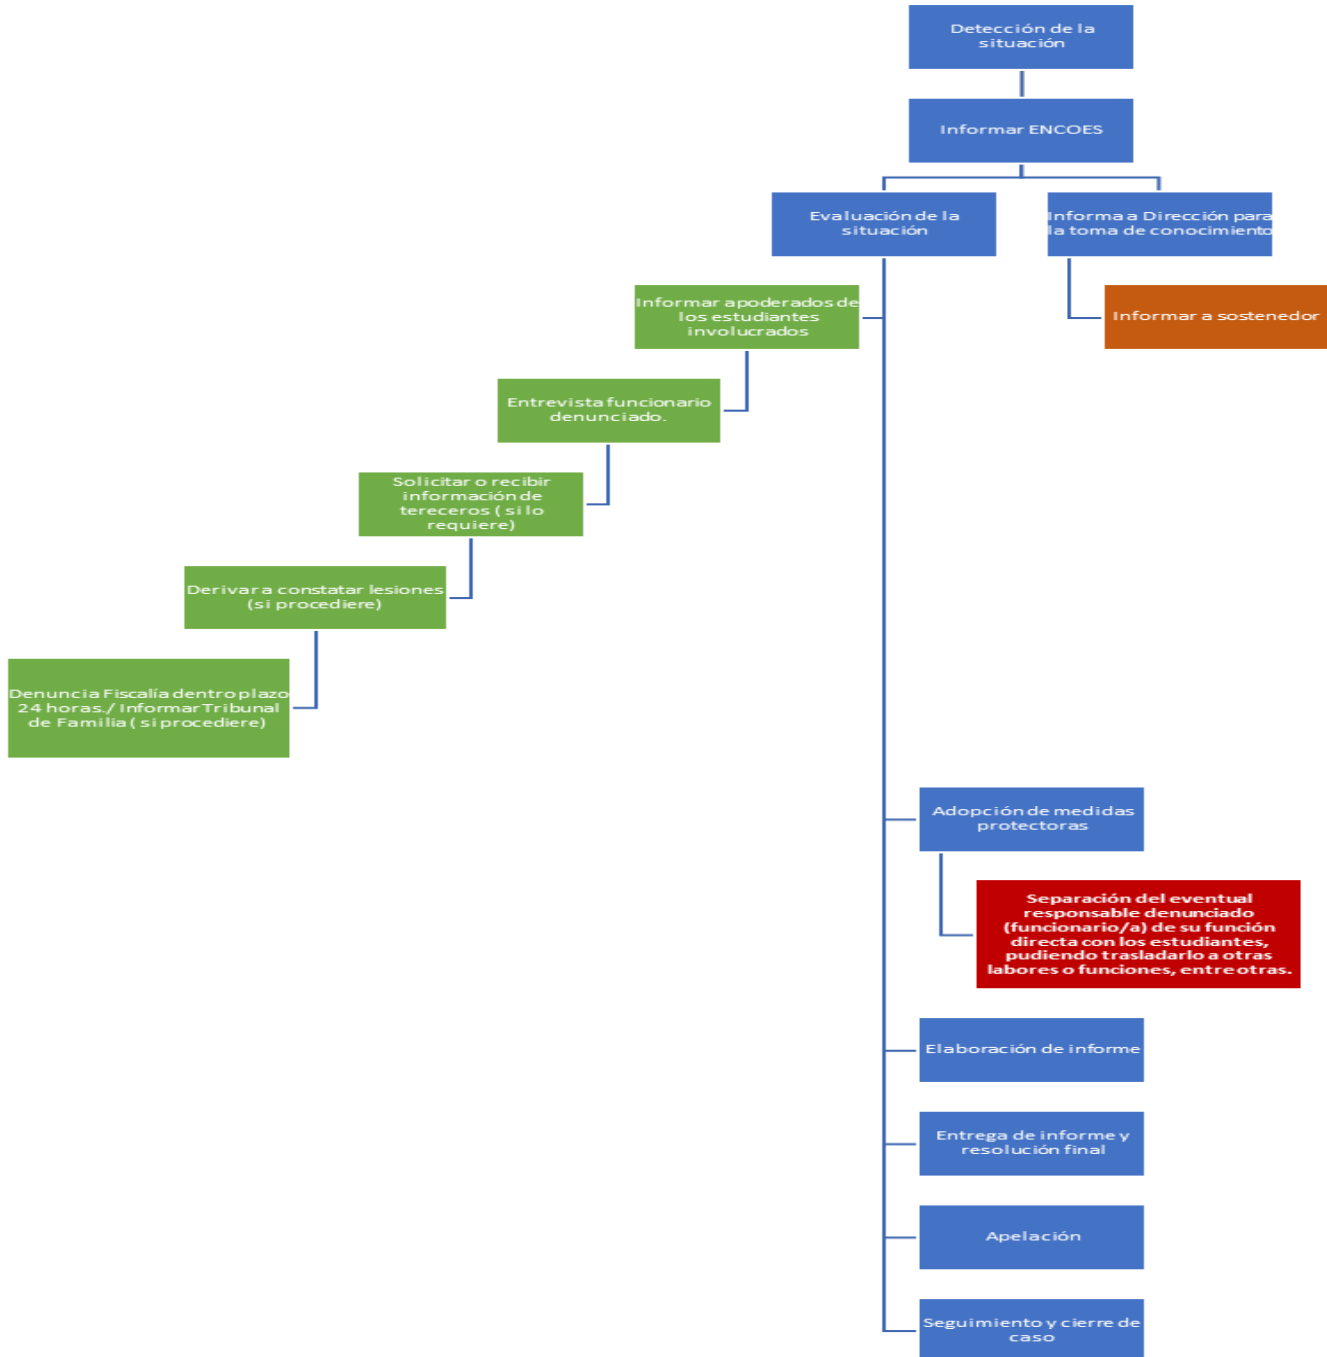 Detección de la
situación
Informar ENCOES
Evaluación de la
situación
Informa a Dirección para
la toma de conocimiento
Informar apoderados de
los estudiantes
involucrados
Informar a sostenedor
Entrevista funcionario
denunciado.
Solicitar o recibir
información de
tereceros ( si lo
requiere)
Derivar a constatar lesiones
(si procediere)
Denuncia Fiscalía dentro plazo
24 horas./ Informar Tribunal
de Familia ( si procediere)
Adopción de medidas
protectoras
Separación del eventual
responsable denunciado
(funcionario/a) de su función
directa con los estudiantes,
pudiendo trasladarlo a otras
labores o funciones, entre otras.
Elaboración de informe
Entrega de informe y
resolución final
Apelación
Seguimiento y cierre de
caso